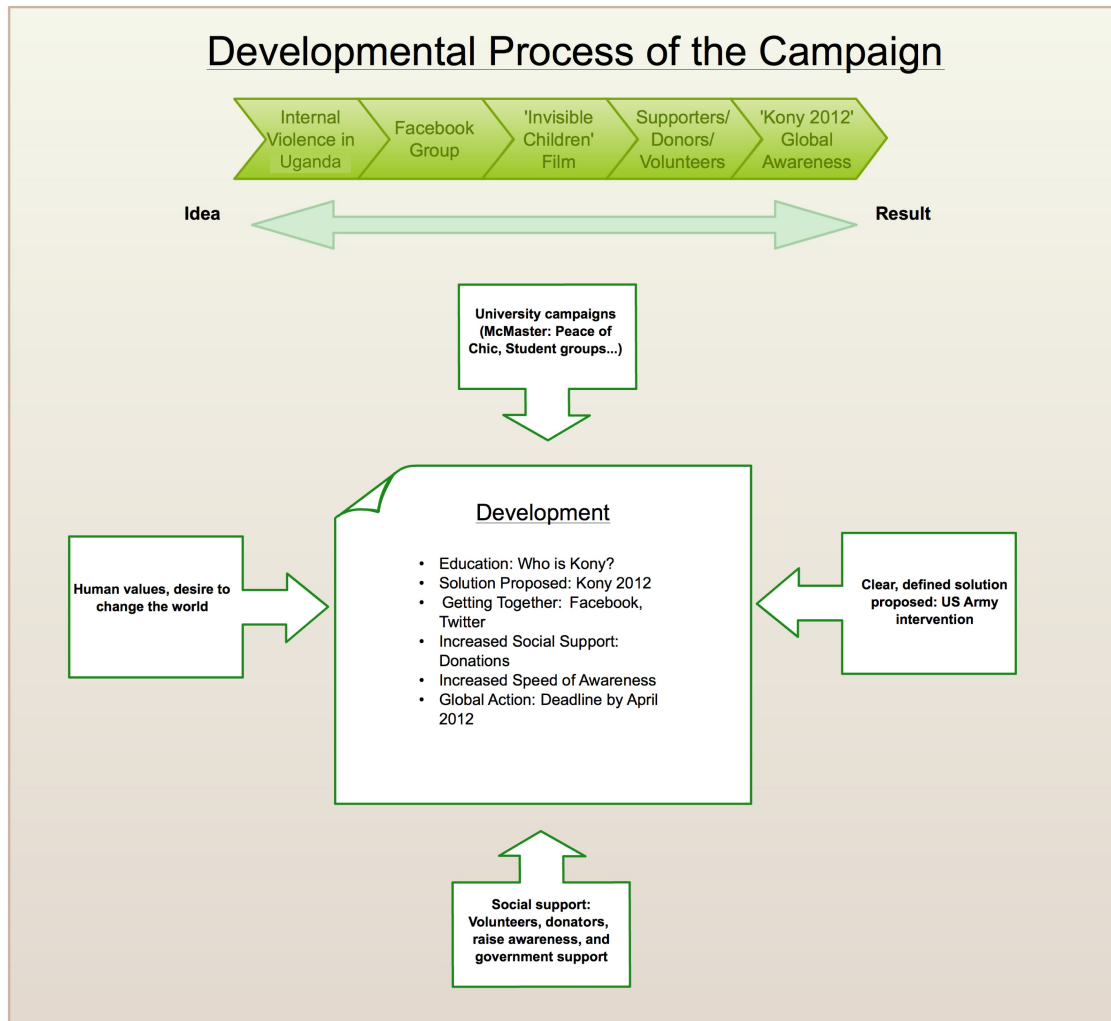 Developmental Process of the Campaign
Internal
Violence in
Uganda
Facebook
Group
'Invisible
Children'
Film
Supporters/
Donors/
Volunteers
'Kony 2012'
Global
Awareness
Idea
Result
University campaigns
(McMaster: Peace of
Chic, Student groups...)
Development
• Education: Who is Kony?
• Solution Proposed: Kony 2012
• Getting Together: Facebook,
Twitter
• Increased Social Support:
Donations
• Increased Speed of Awareness
• Global Action: Deadline by April
2012
Human values, desire to
change the world
Clear, defined solution
proposed: US Army
intervention
Social support:
Volunteers, donators,
raise awareness, and
government support